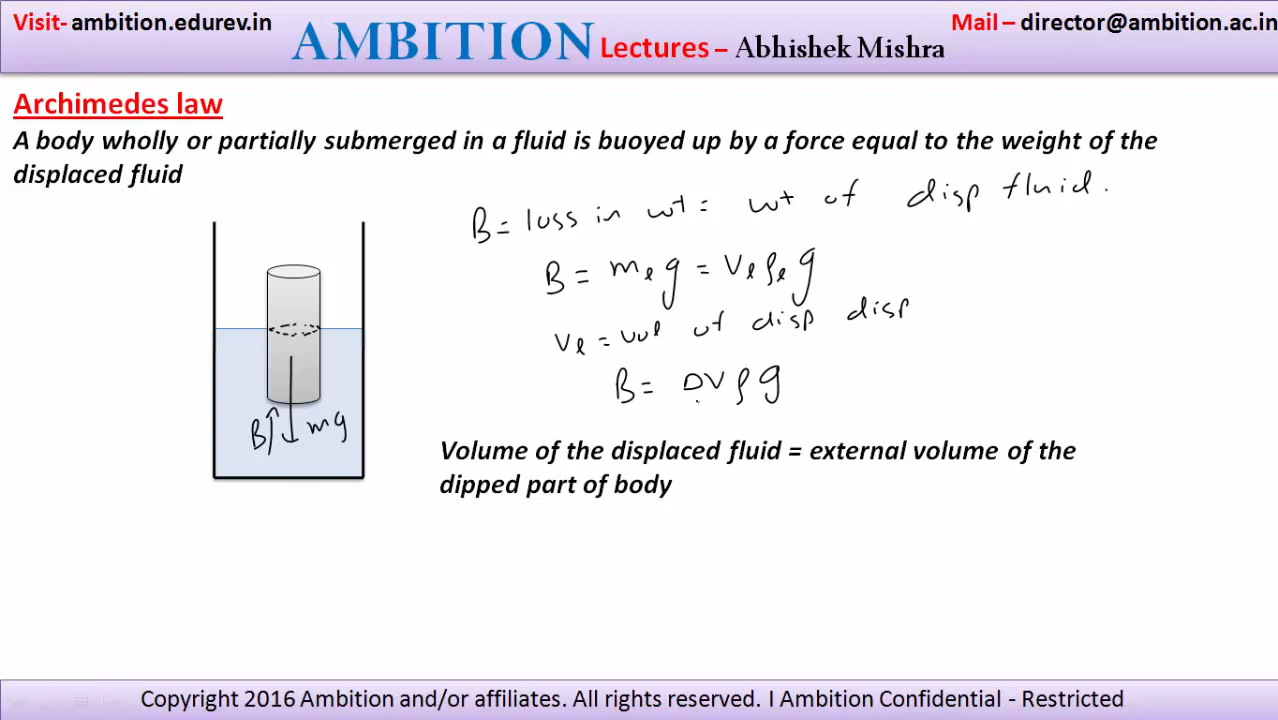 Visit- ambition.edurev.in
AMBITION Lectures – Abhishek Mishra
Mail – director@ambition.ac.in
Archimedes law
A body wholly or partially submerged in a fluid is buoyed up by a force equal to the weight of the
displaced fluid
B = loss in wt = wt of disp fluid.
B = mℓg = Vℓρℓg
Vℓ = vol of disp disp
B = DVρg
B mg
Volume of the displaced fluid = external volume of the
dipped part of body
Copyright 2016 Ambition and/or affiliates. All rights reserved. I Ambition Confidential - Restricted